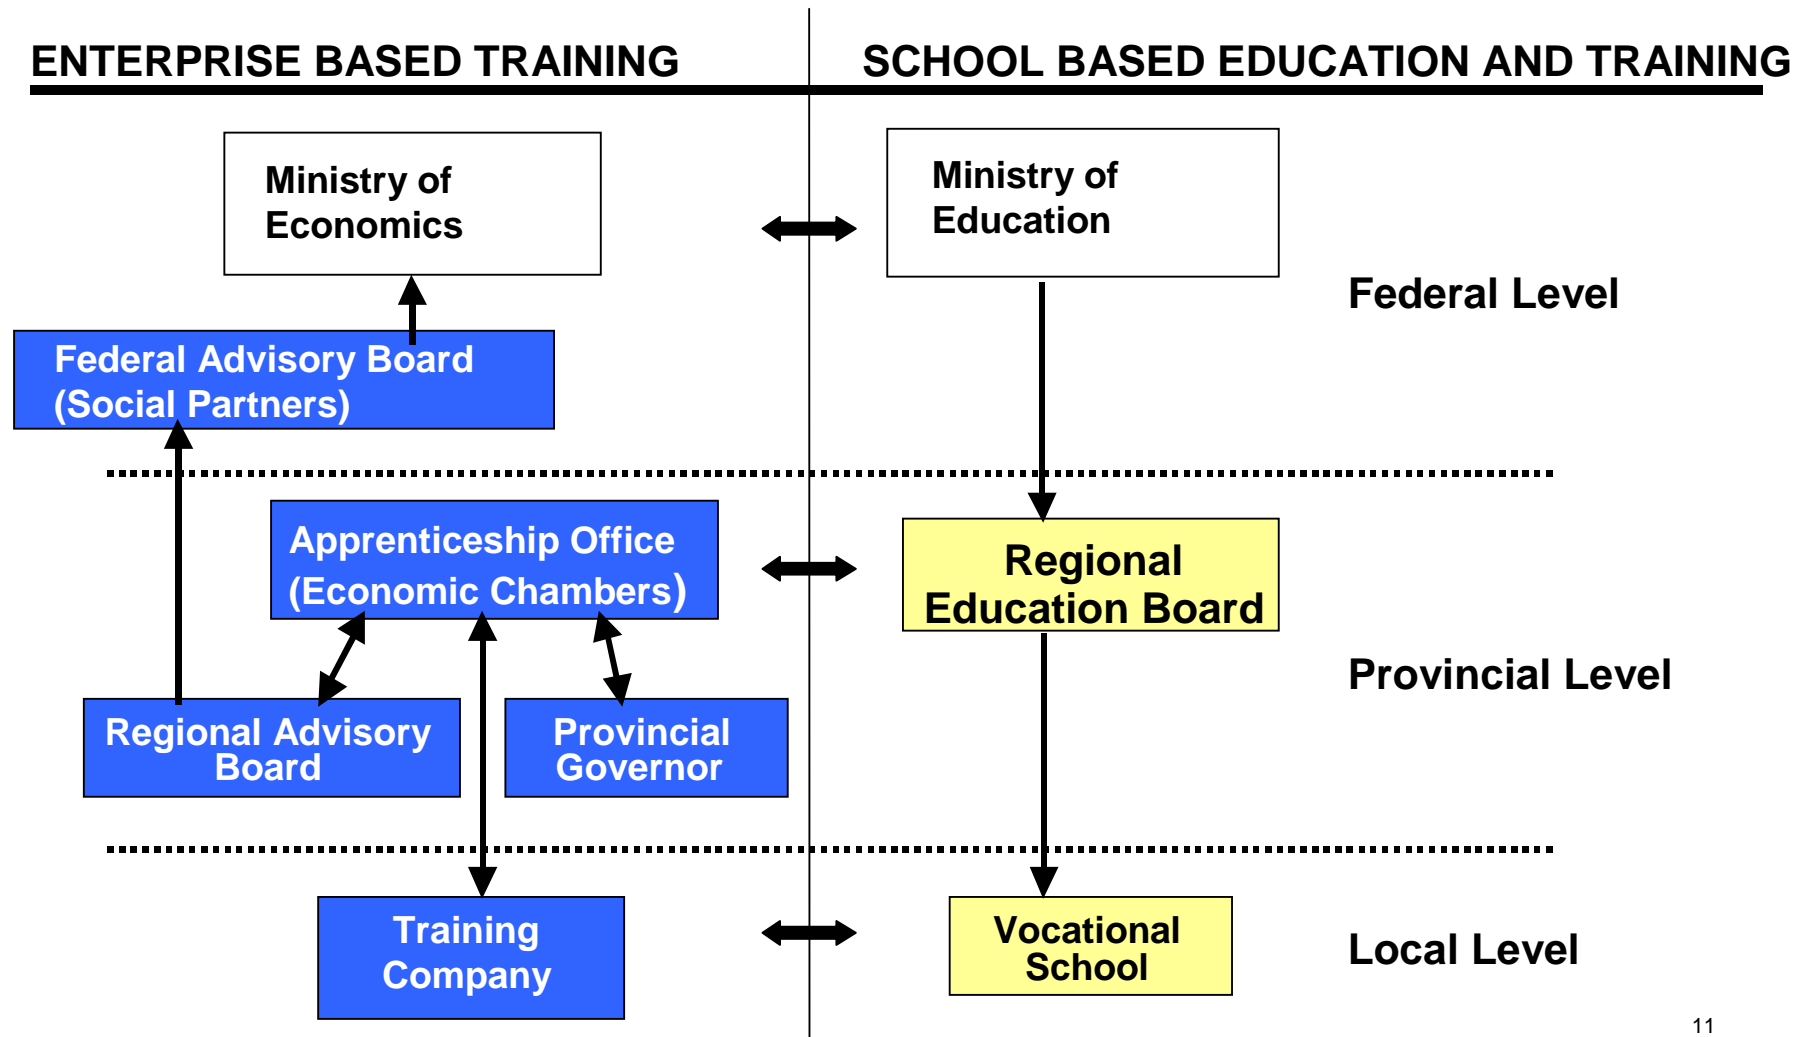 ENTERPRISE BASED TRAINING
SCHOOL BASED EDUCATION AND TRAINING
Ministry of
Economics
Ministry of
Education
Federal Level
Federal Advisory Board
(Social Partners)
Apprenticeship Office
(Economic Chambers)
Regional
Education Board
Provincial Level
Regional Advisory
Board
Provincial
Governor
Training
Company
Vocational
School
Local Level
11